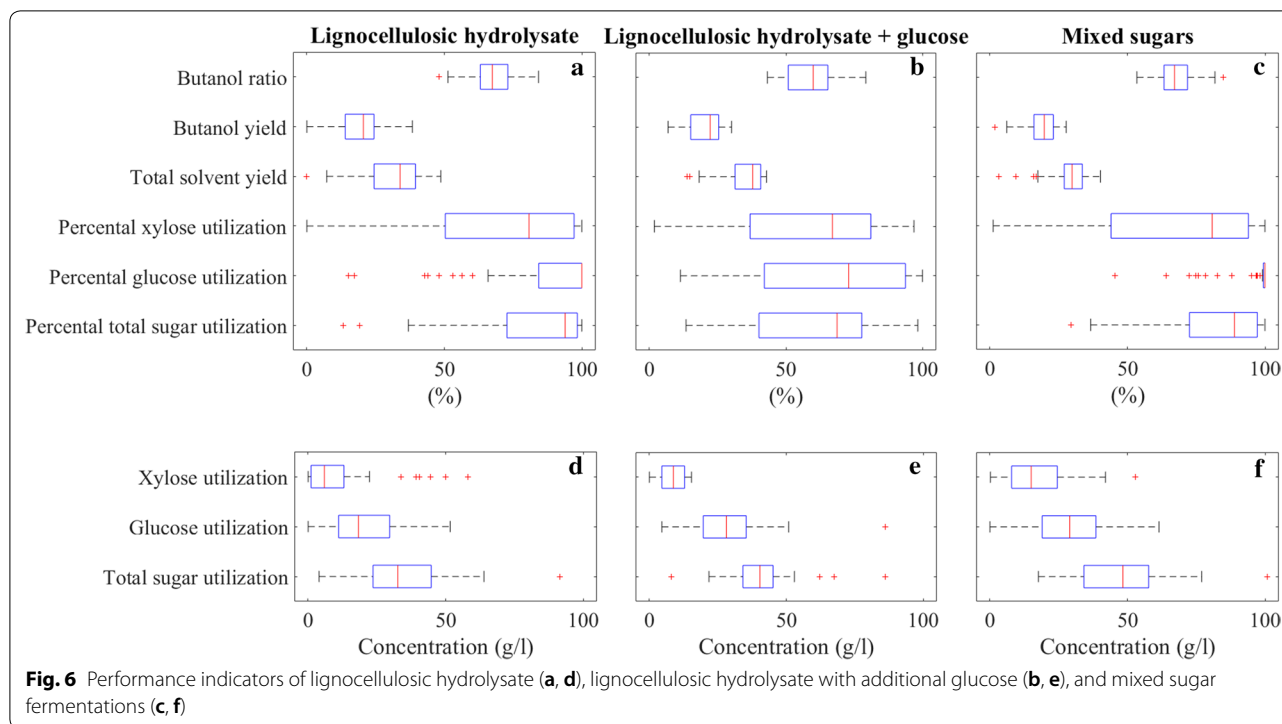 Lignocellulosic hydrolysate
Lignocellulosic hydrolysate + glucose
Mixed sugars
a
b
c
Butanol ratio
Butanol yield
Total solvent yield
Percental xylose utilization
Percental glucose utilization
Percental total sugar utilization
0 50 100
0 50 100
0 50 100
(%)
(%)
(%)
d
e
f
Xylose utilization
Glucose utilization
Total sugar utilization
0 50 100
0 50 100
0 50 100
Concentration (g/l)
Concentration (g/l)
Concentration (g/l)
Fig. 6 Performance indicators of lignocellulosic hydrolysate (a, d), lignocellulosic hydrolysate with additional glucose (b, e), and mixed sugar
fermentations (c, f)